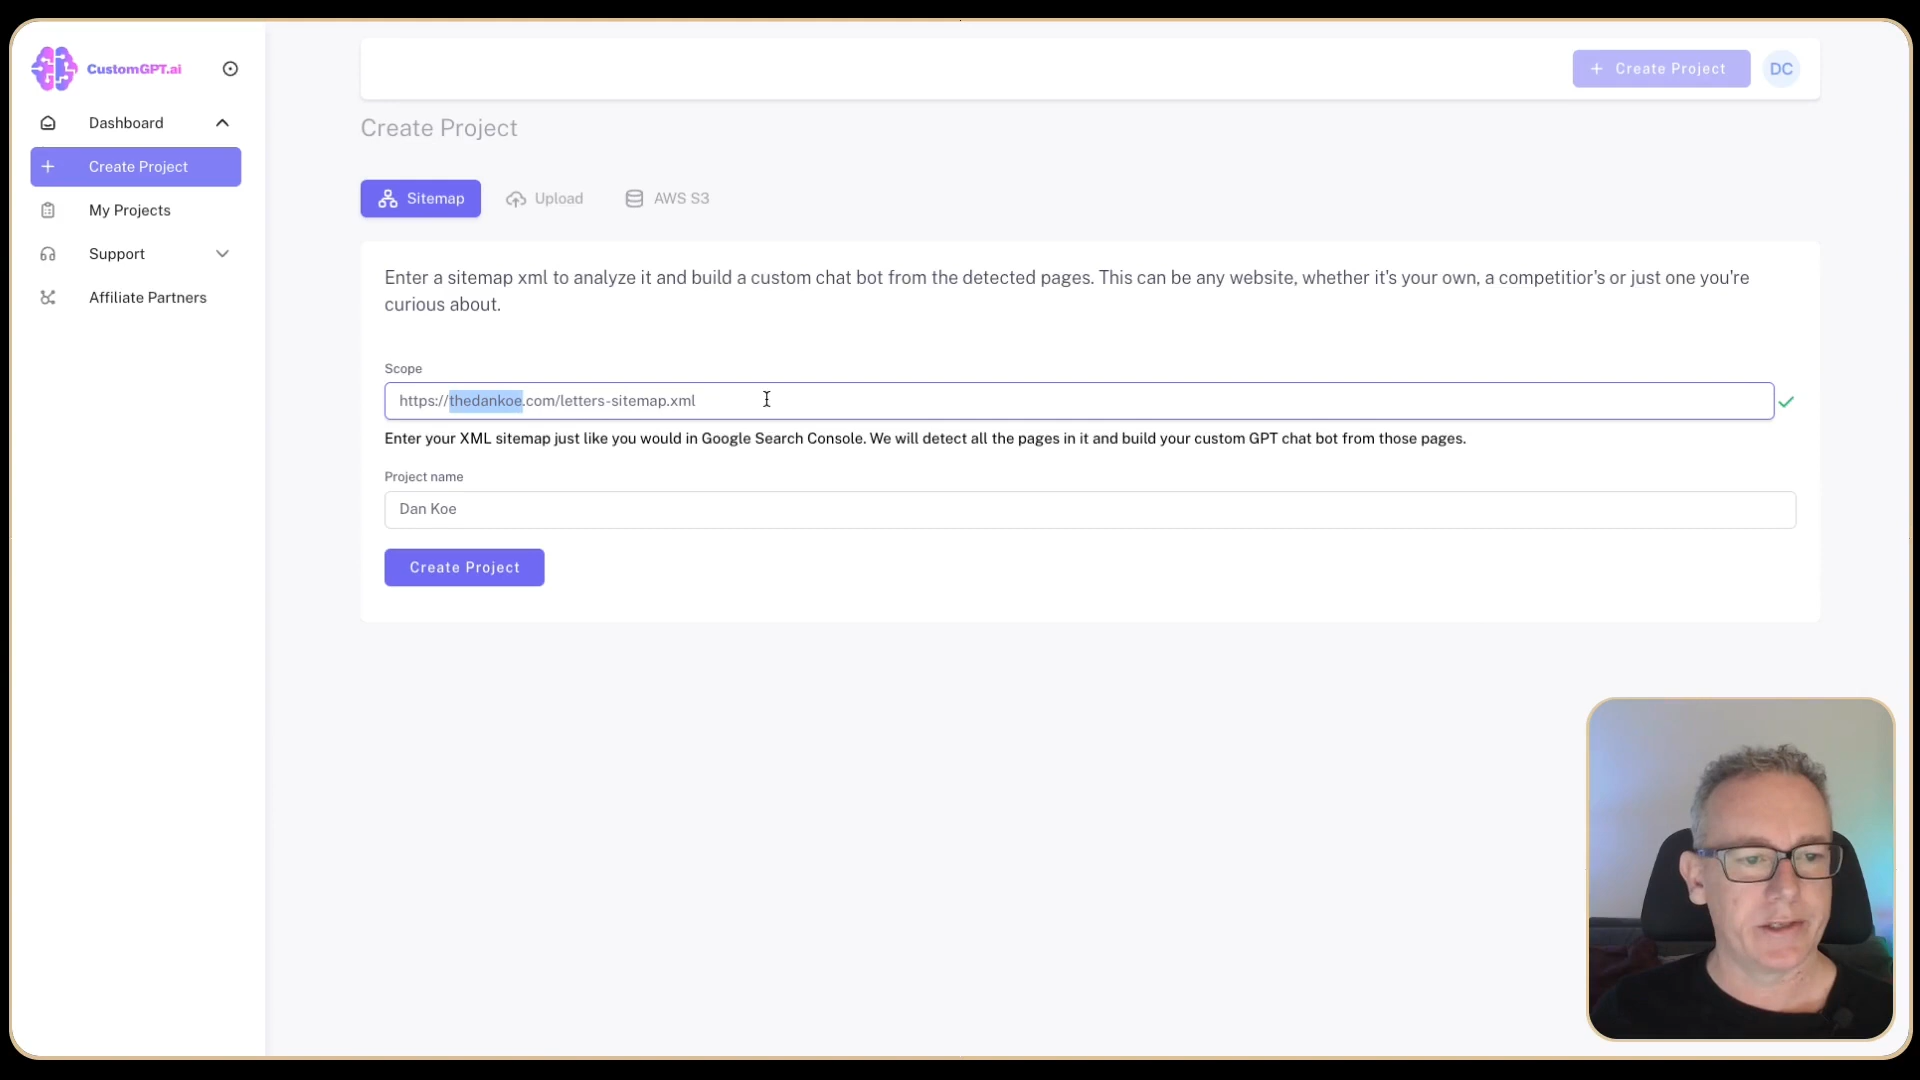 CustomGPT.ai
Dashboard
Create Project
My Projects
Support
Affiliate Partners
+ Create Project
DC
Create Project
Sitemap
Upload
AWS S3
Enter a sitemap xml to analyze it and build a custom chat bot from the detected pages. This can be any website, whether it's your own, a competitior's or just one you're
curious about.
Scope
https://thedankoe.com/letters-sitemap.xml
Enter your XML sitemap just like you would in Google Search Console. We will detect all the pages in it and build your custom GPT chat bot from those pages.
Project name
Dan Koe
Create Project